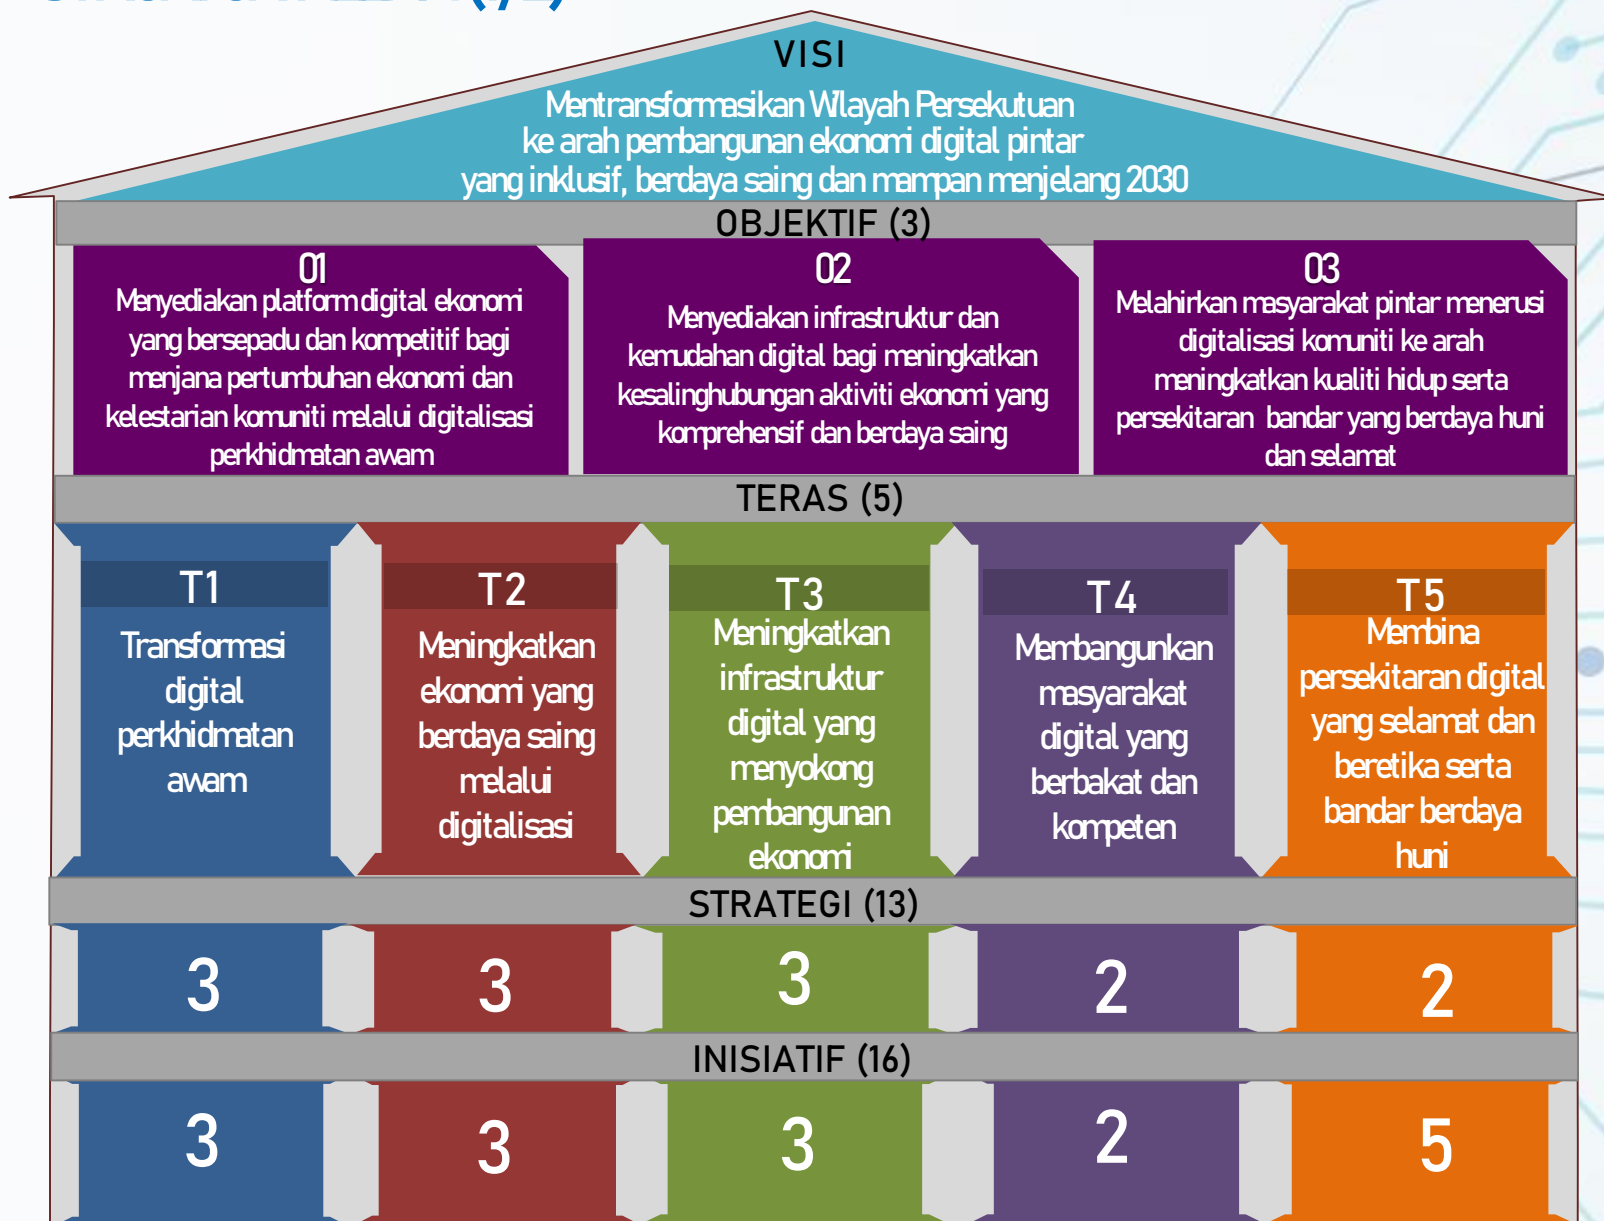 VISI
Mentransformasikan Wilayah Persekutuan
ke arah pembangunan ekonomi digital pintar
yang inklusif, berdaya saing dan mampan menjelang 2030
OBJEKTIF (3)
01
Menyediakan platform digital ekonomi
yang bersepadu dan kompetitif bagi
menjana pertumbuhan ekonomi dan
kelestarian komuniti melalui digitalisasi
perkhidmatan awam
02
Menyediakan infrastruktur dan
kemudahan digital bagi meningkatkan
kesalinghubungan aktiviti ekonomi yang
komprehensif dan berdaya saing
03
Melahirkan masyarakat pintar menerusi
digitalisasi komuniti ke arah
meningkatkan kualiti hidup serta
persekitaran bandar yang berdaya huni
dan selamat
TERAS (5)
T1
Transformasi
digital
perkhidmatan
awam
T2
Meningkatkan
ekonomi yang
berdaya saing
melalui
digitalisasi
T3
Meningkatkan
infrastruktur
digital yang
menyokong
pembangunan
ekonomi
T4
Membangunkan
masyarakat
digital yang
berbakat dan
kompeten
T5
Membina
persekitaran digital
yang selamat dan
beretika serta
bandar berdaya
huni
STRATEGI (13)
3
3
3
2
2
INISIATIF (16)
3
3
3
2
5